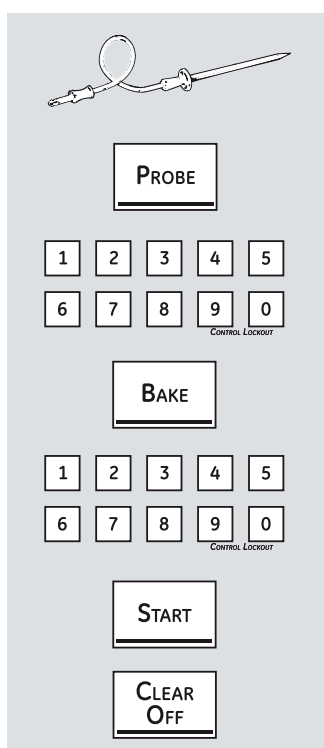 PROBE
1 2 3 4 5
6 7 8 9 0
CONTROL LOCKOUT
BAKE
1 2 3 4 5
6 7 8 9 0
CONTROL LOCKOUT
START
CLEAR
OFF